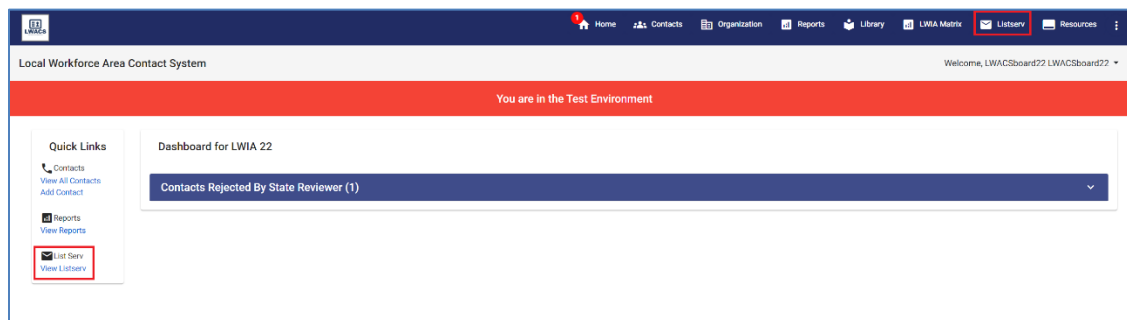 LWACS
1
Home Contacts Organization Reports Library LWIA Matrix Listserv Resources
Local Workforce Area Contact System
Welcome, LWACSboard22 LWACSboard22
You are in the Test Environment
Quick Links
Contacts
View All Contacts
Add Contact
Reports
View Reports
List Serv
View Listserv
Dashboard for LWIA 22
Contacts Rejected By State Reviewer (1)